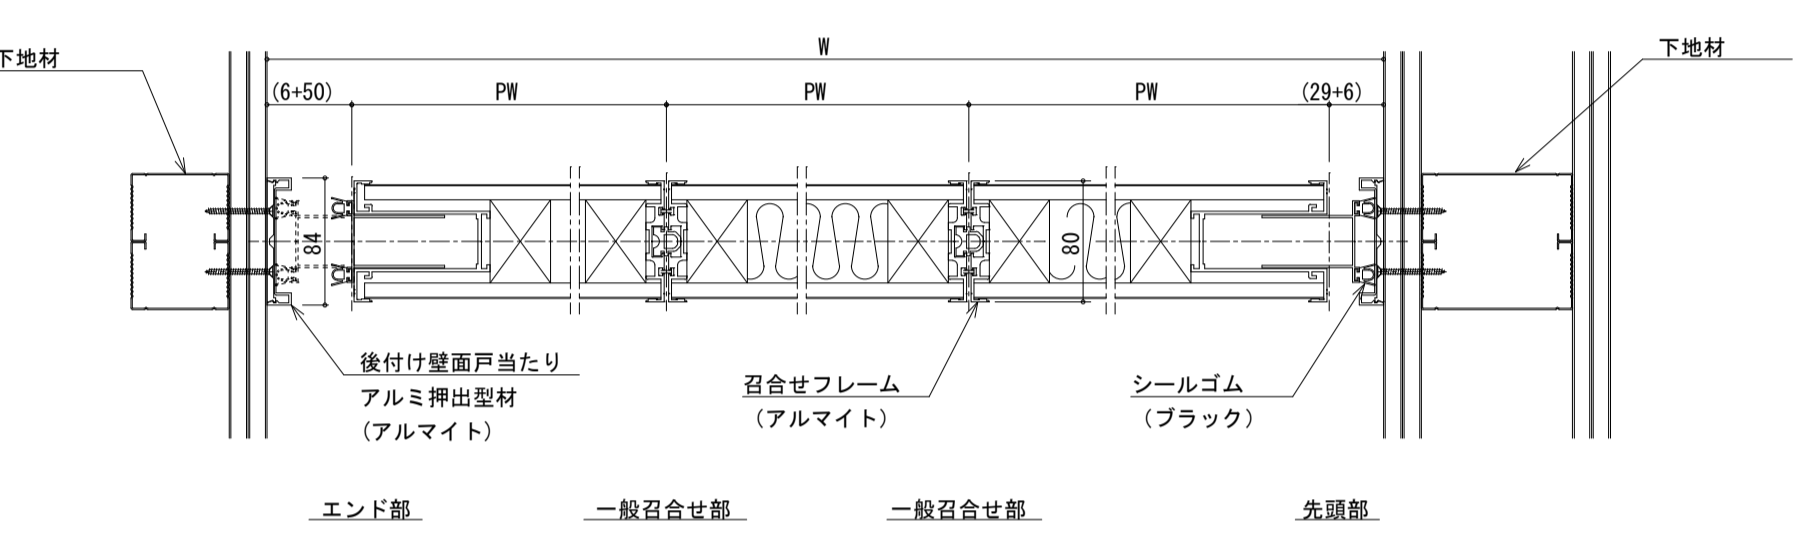 下地材
W
下地材
(6+50)
PW
PW
PW
(29+6)
84
80
後付け壁面戸当たり
アルミ押出型材
(アルマイト)
召合せフレーム
(アルマイト)
シールゴム
(ブラック)
エンド部
一般召合せ部
一般召合せ部
先頭部